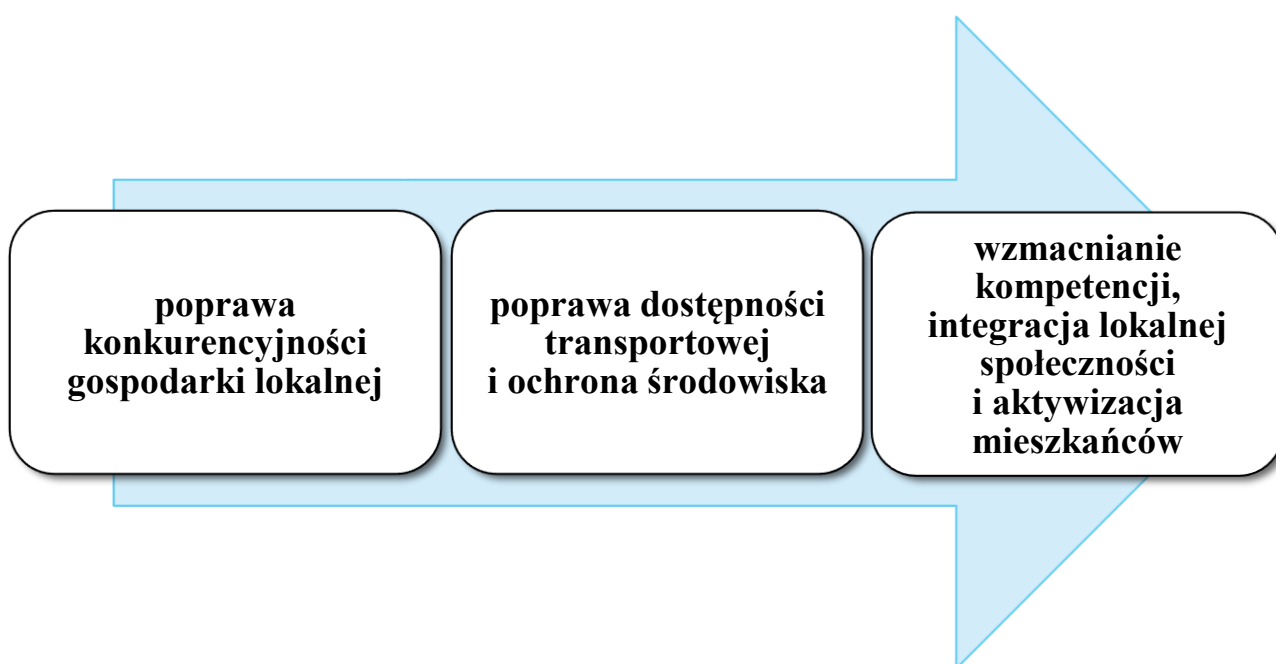 poprawa
konkurencyjności
gospodarki lokalnej
poprawa dostępności
transportowej
i ochrona środowiska
wzmacnianie
kompetencji,
integracja lokalnej
społeczności
i aktywizacja
mieszkańców